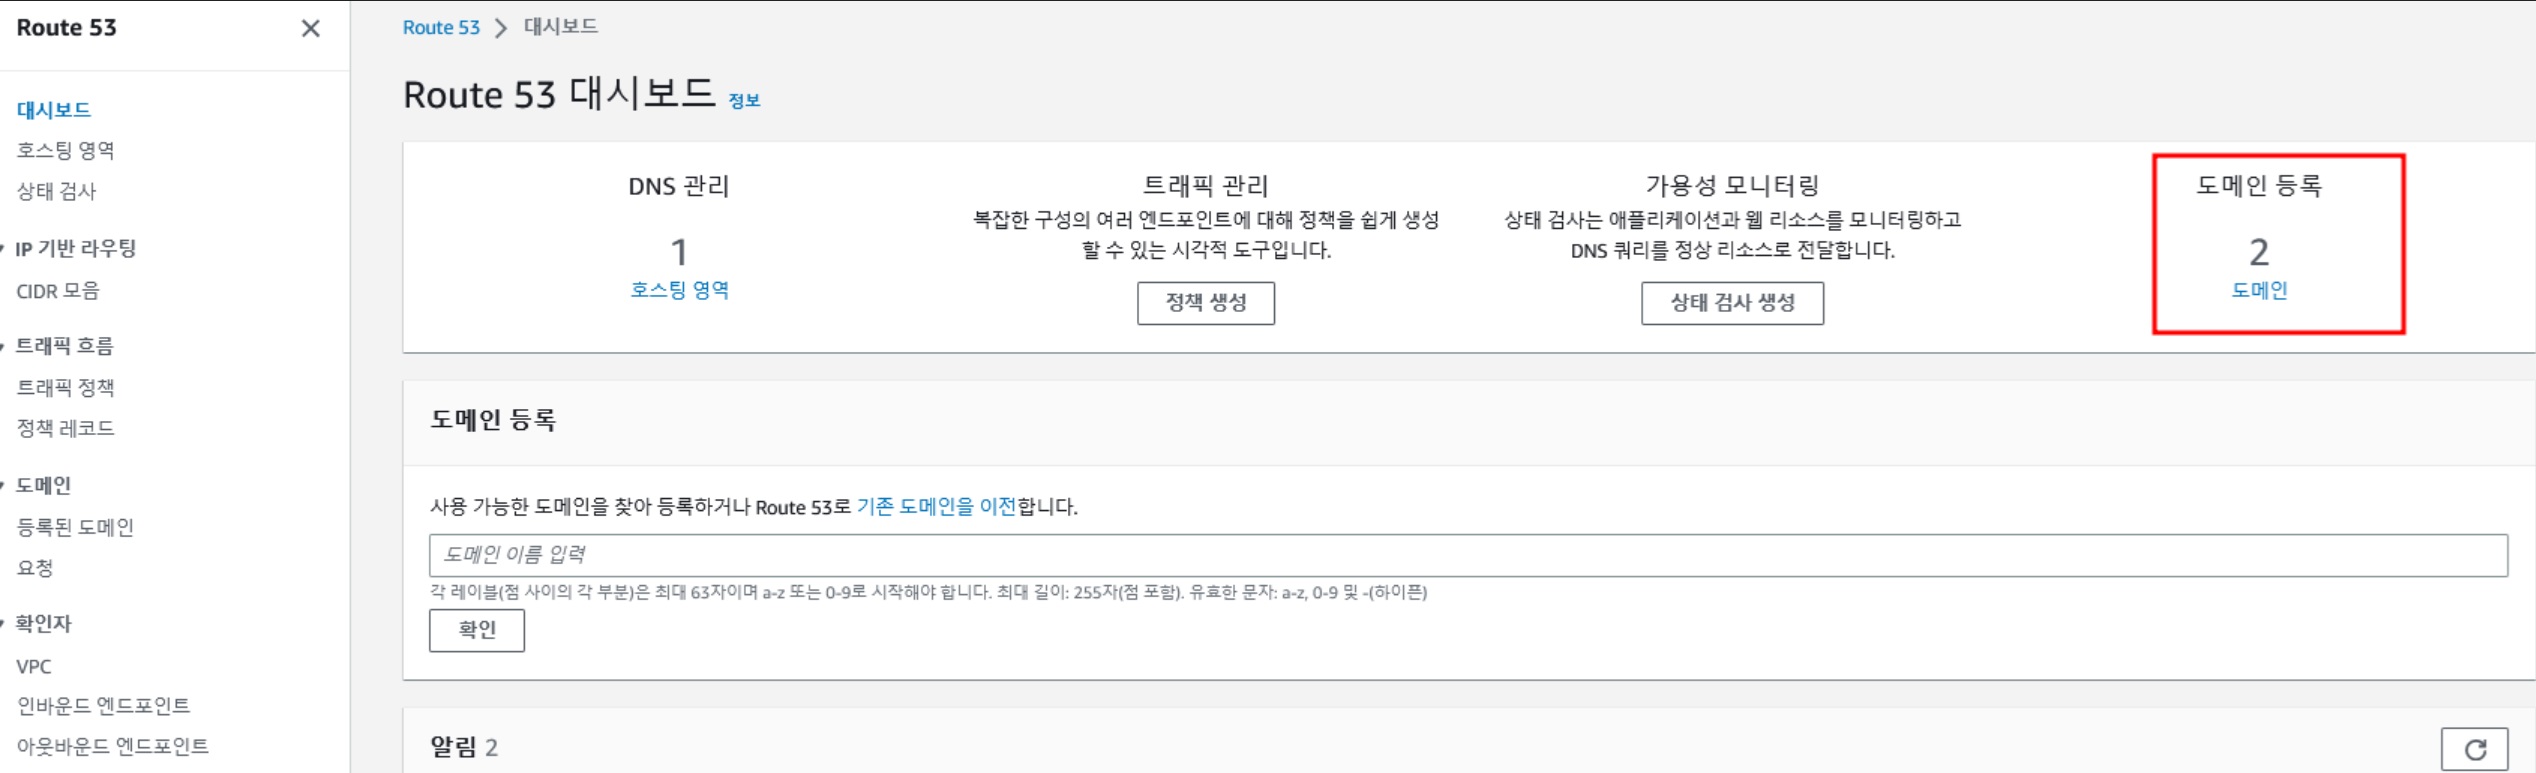 Route 53
대시보드
호스팅 영역
상태 검사
IP 기반 라우팅
CIDR 모음
트래픽 흐름
트래픽 정책
정책 레코드
도메인
등록된 도메인
요청
확인자
VPC
인바운드 엔드포인트
아웃바운드 엔드포인트
Route 53 > 대시보드
Route 53 대시보드 정보
DNS 관리
1
호스팅 영역
트래픽 관리
복잡한 구성의 여러 엔드포인트에 대해 정책을 쉽게 생성
할 수 있는 시각적 도구입니다.
정책 생성
가용성 모니터링
상태 검사는 애플리케이션과 웹 리소스를 모니터링하고
DNS 쿼리를 정상 리소스로 전달합니다.
상태 검사 생성
도메인 등록
2
도메인
도메인 등록
사용 가능한 도메인을 찾아 등록하거나 Route 53로 기존 도메인을 이전합니다.
도메인 이름 입력
각 레이블(점 사이의 각 부분)은 최대 63자이며 a-z 또는 0-9로 시작해야 합니다. 최대 길이: 255자(점 포함). 유효한 문자: a-z, 0-9 및 -(하이픈)
확인
알림 2